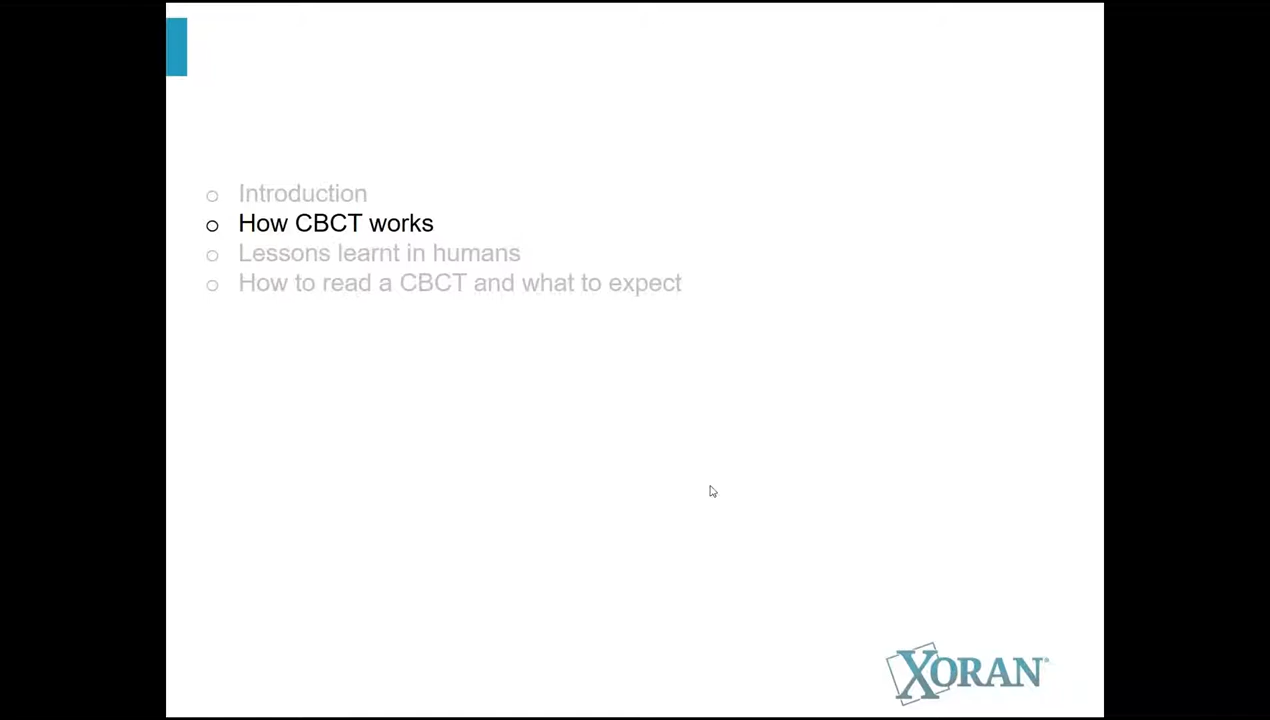 Introduction
How CBCT works
Lessons learnt in humans
How to read a CBCT and what to expect
XORAN